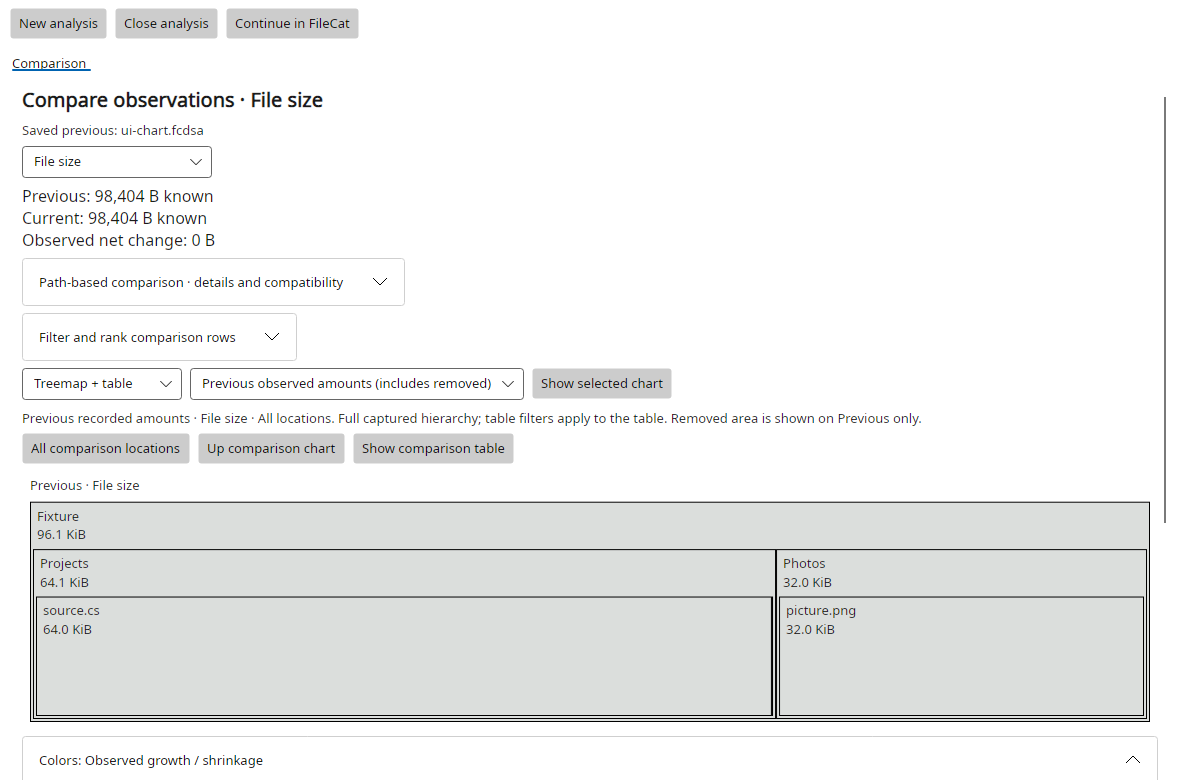 New analysis Close analysis Continue in FileCat
Comparison
Compare observations · File size
Saved previous: ui-chart.fcdsa
File size
Previous: 98,404 B known
Current: 98,404 B known
Observed net change: 0 B
Path-based comparison · details and compatibility
Filter and rank comparison rows
Treemap + table Previous observed amounts (includes removed) Show selected chart
Previous recorded amounts · File size · All locations. Full captured hierarchy; table filters apply to the table. Removed area is shown on Previous only.
All comparison locations Up comparison chart Show comparison table
Previous · File size
Fixture
96.1 KiB
Projects
64.1 KiB
Photos
32.0 KiB
source.cs
64.0 KiB
picture.png
32.0 KiB
Colors: Observed growth / shrinkage